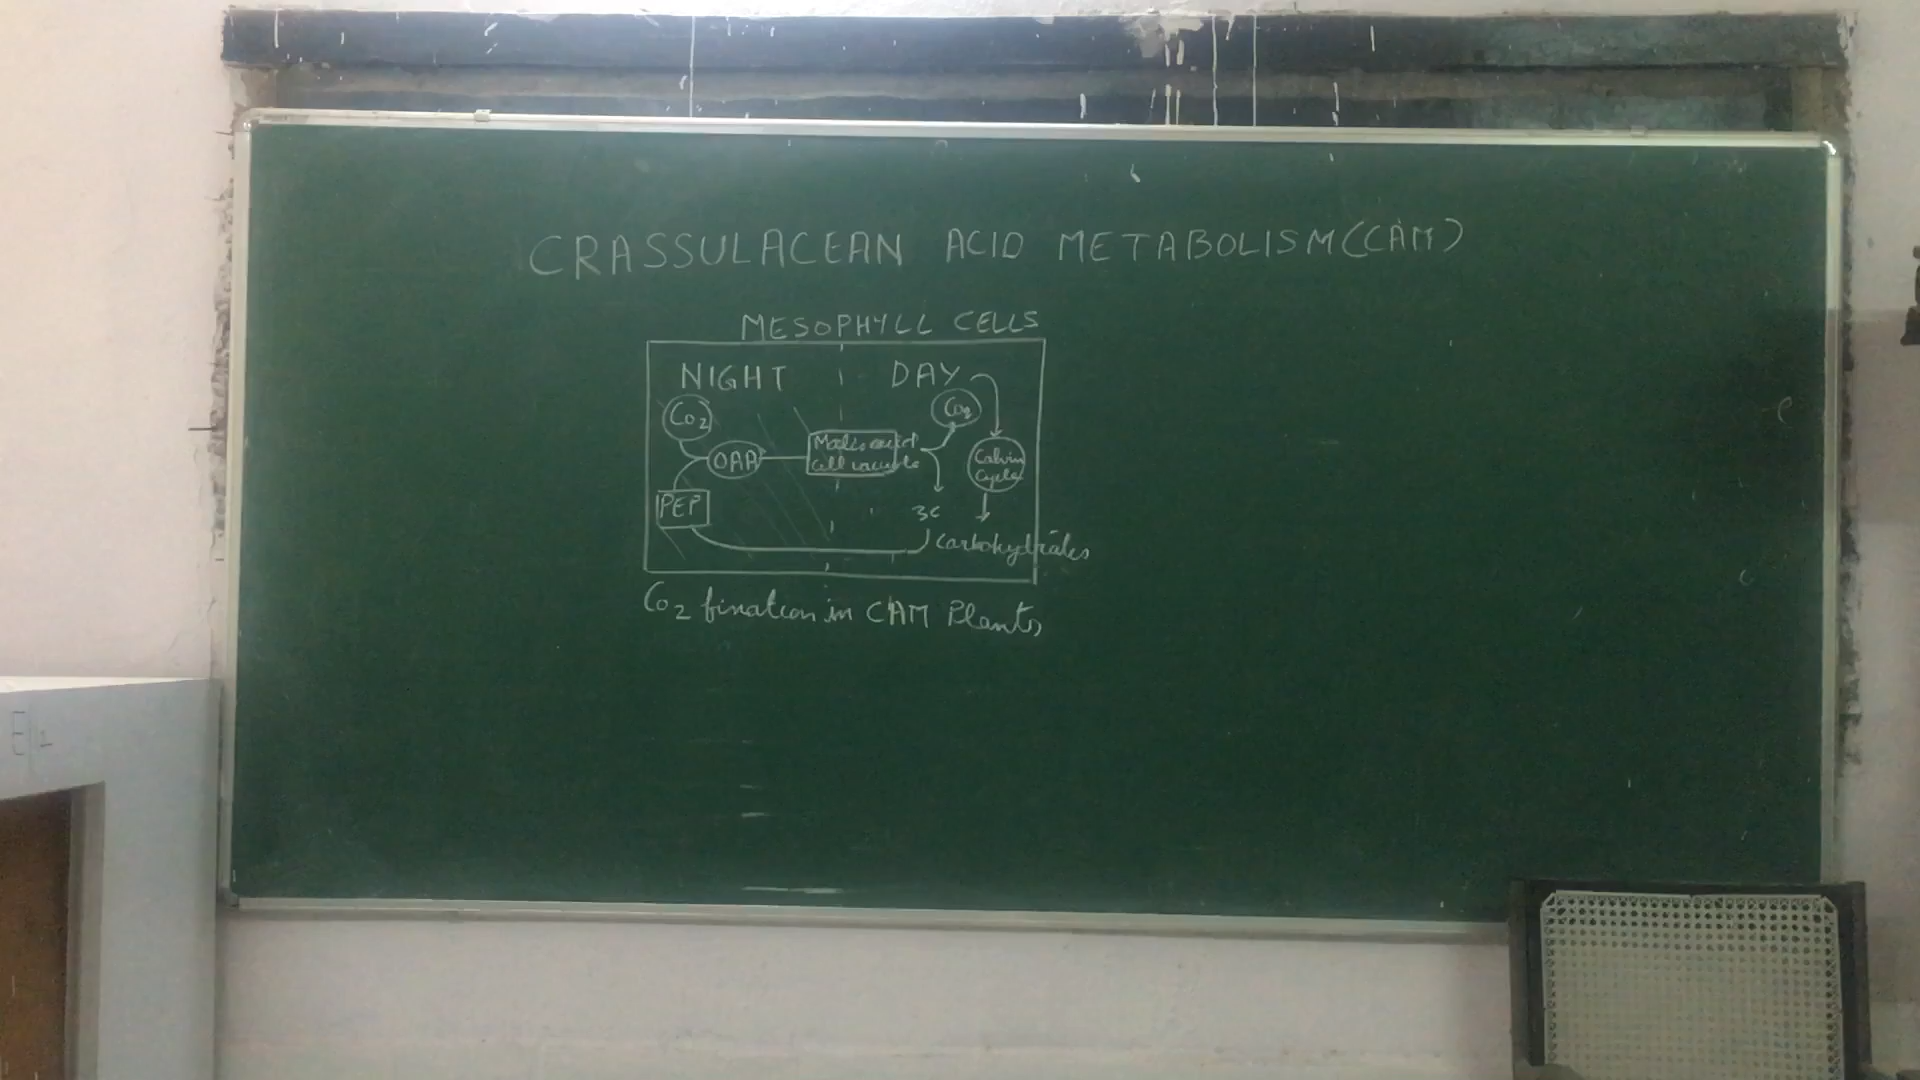 CRASSULACEAN ACID METABOLISM (CAM)
MESOPHYLL CELLS
NIGHT DAY
Co2 Co2
OAA Malic acid Calvin
cell vacuole Cycle
PEP 3C
Carbohydrates
Co2 fixation in CAM Plants
E 1